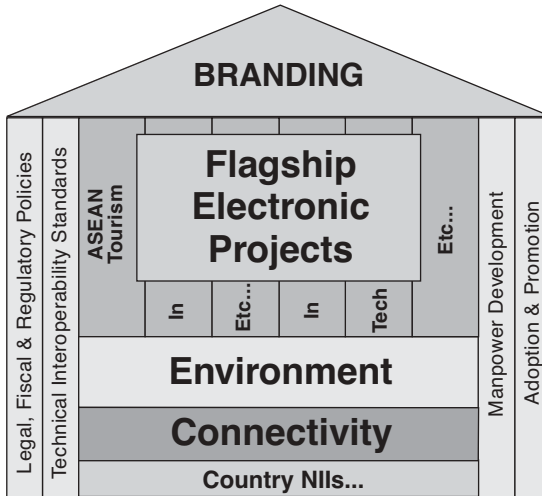 BRANDING
Legal, Fiscal & Regulatory Policies
Technical Interoperability Standards
ASEAN
Tourism
Flagship
Electronic
Projects
In
Etc...
In
Tech
Etc...
Manpower Development
Adoption & Promotion
Environment
Connectivity
Country NIIs...